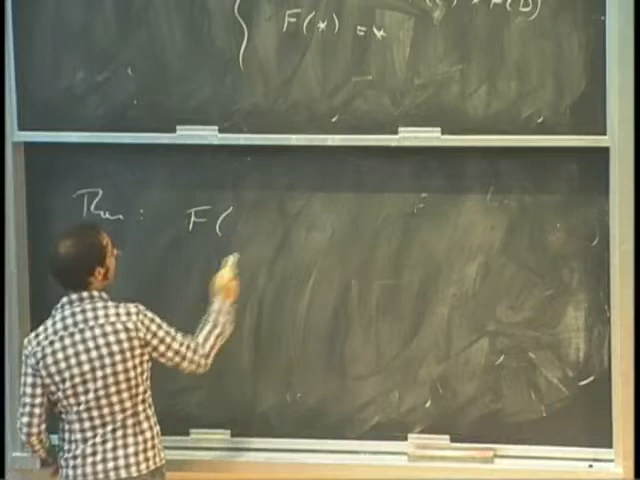 F(D)
F(*) = *
Thm : F(